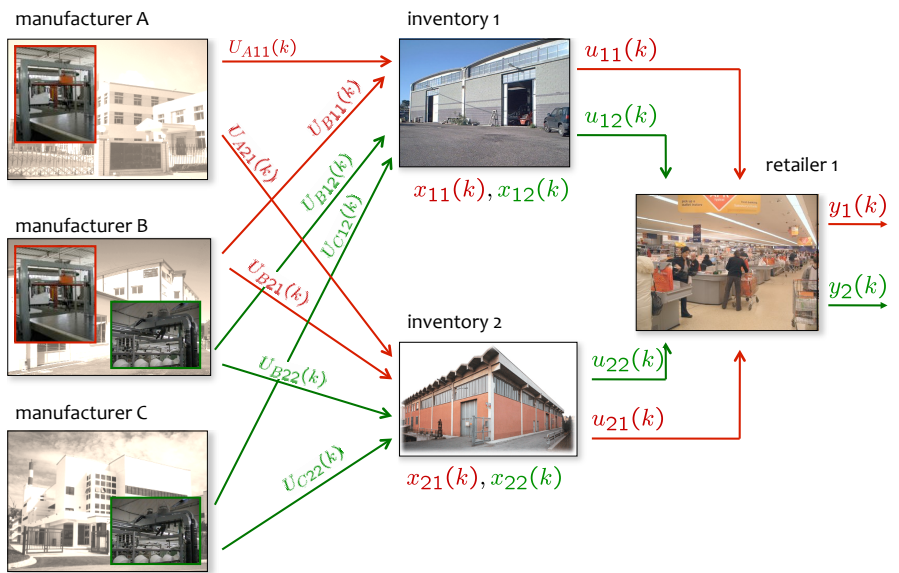 manufacturer A
inventory 1
U_{A11}(k)
u_{11}(k)
U_{B11}(k)
u_{12}(k)
U_{A21}(k)
retailer 1
U_{B12}(k)
x_{11}(k), x_{12}(k)
U_{C12}(k)
y_1(k)
manufacturer B
U_{B21}(k)
y_2(k)
inventory 2
U_{B22}(k)
u_{22}(k)
manufacturer C
u_{21}(k)
U_{C22}(k)
x_{21}(k), x_{22}(k)